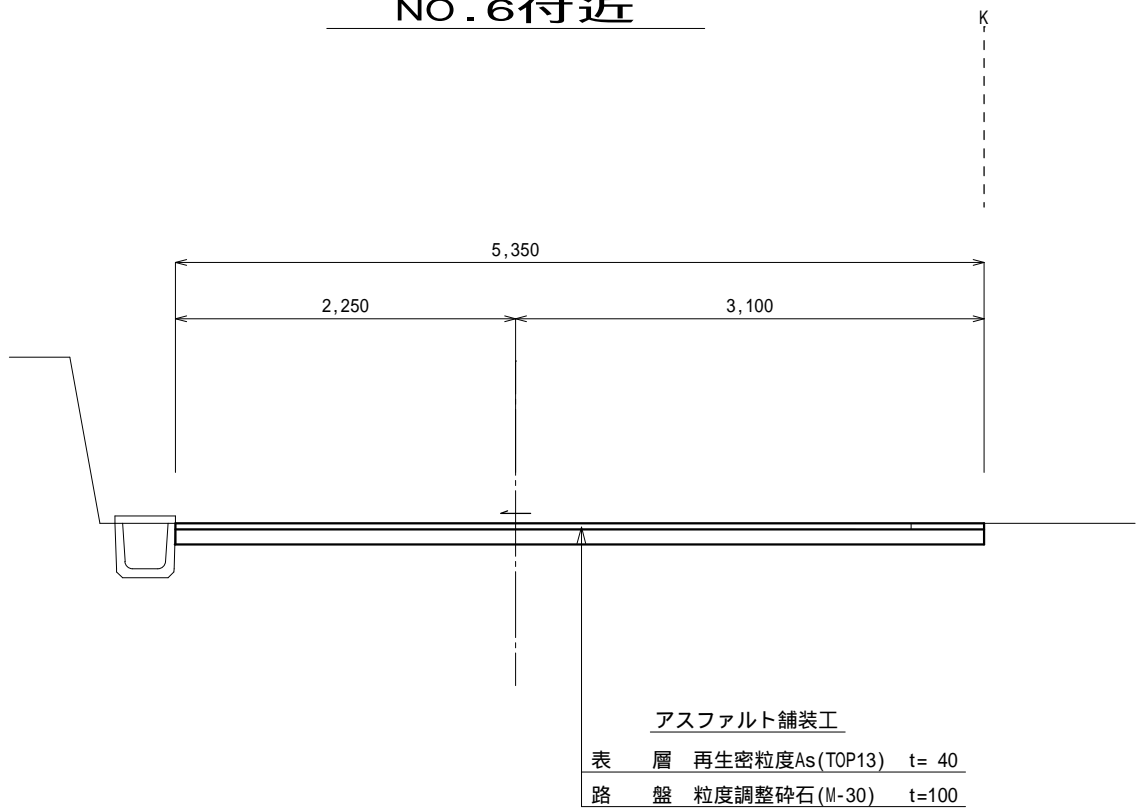 NO.6付近
K
5,350
2,250 3,100
アスファルト舗装工
表 層 再生密粒度As(TOP13) t= 40
路 盤 粒度調整砕石(M-30) t=100